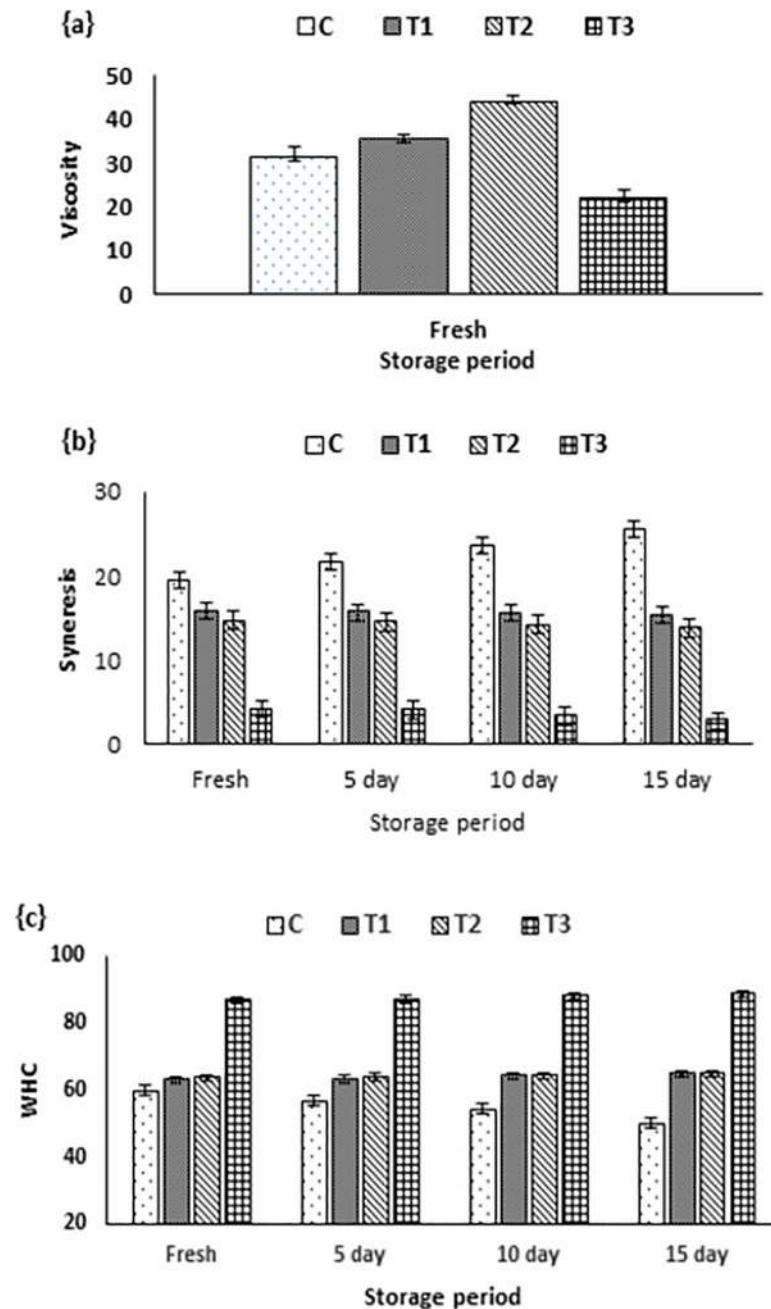 {a}
C T1 T2 T3
50
40
30
20
10
0
Viscosity
Fresh
Storage period
{b}
C T1 T2 T3
30
20
10
0
Syneresis
Fresh 5 day 10 day 15 day
Storage period
{c}
C T1 T2 T3
100
80
60
40
20
WHC
Fresh 5 day 10 day 15 day
Storage period